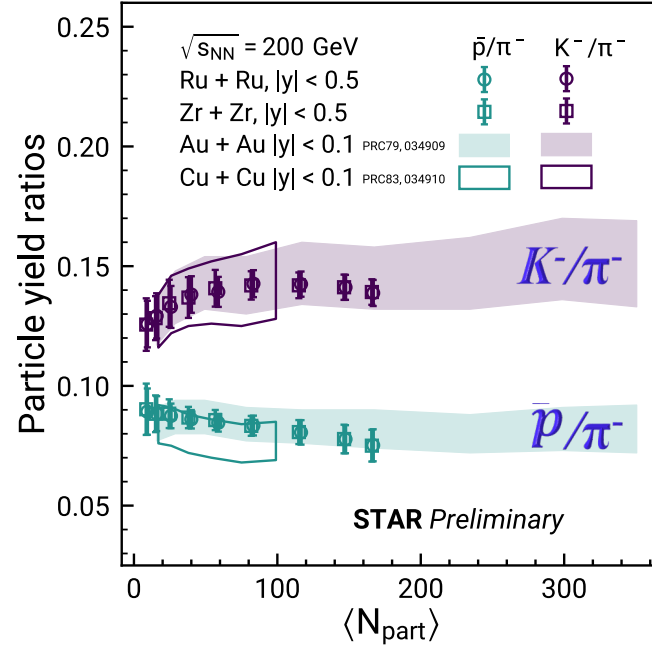 √s_NN = 200 GeV p̄/π⁻ K⁻/π⁻
Ru + Ru, |y| < 0.5
Zr + Zr, |y| < 0.5
Au + Au |y| < 0.1 PRC79, 034909
Cu + Cu |y| < 0.1 PRC83, 034910
Particle yield ratios
0.25
0.20
0.15
0.10
0.05
K⁻/π⁻
p̄/π⁻
STAR Preliminary
0 100 200 300
⟨N_part⟩